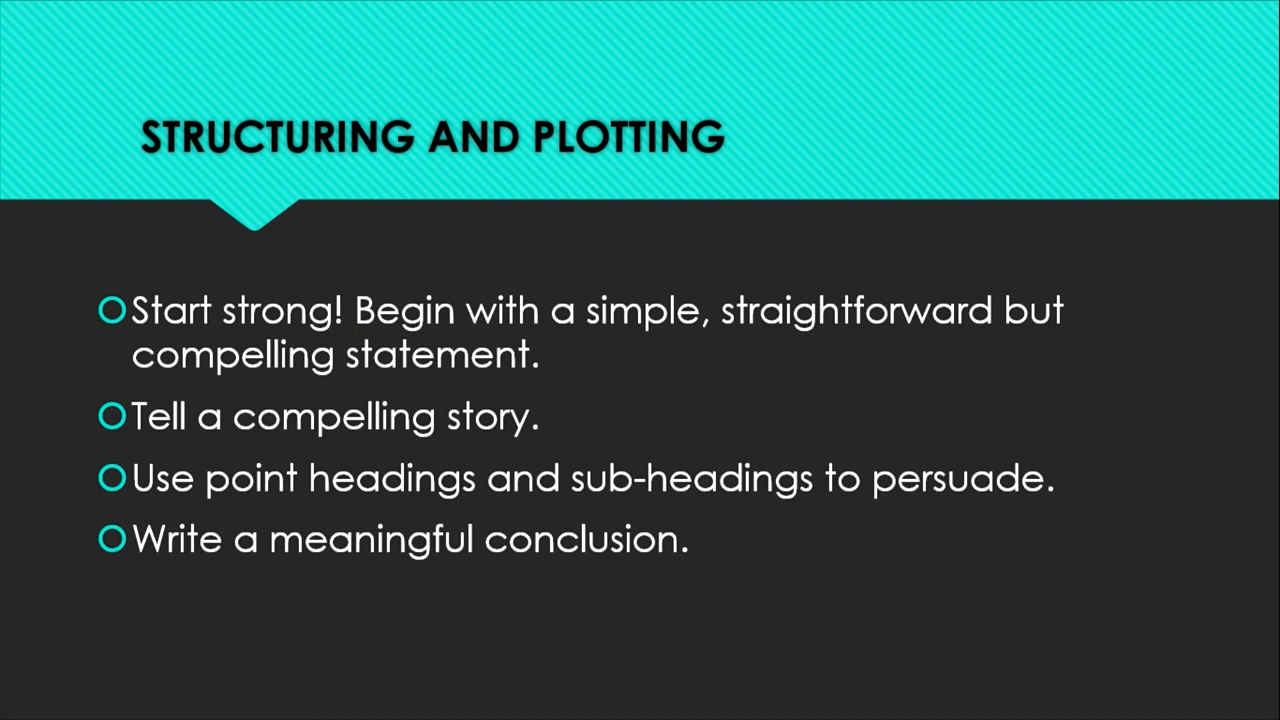 STRUCTURING AND PLOTTING
Start strong! Begin with a simple, straightforward but
compelling statement.
Tell a compelling story.
Use point headings and sub-headings to persuade.
Write a meaningful conclusion.